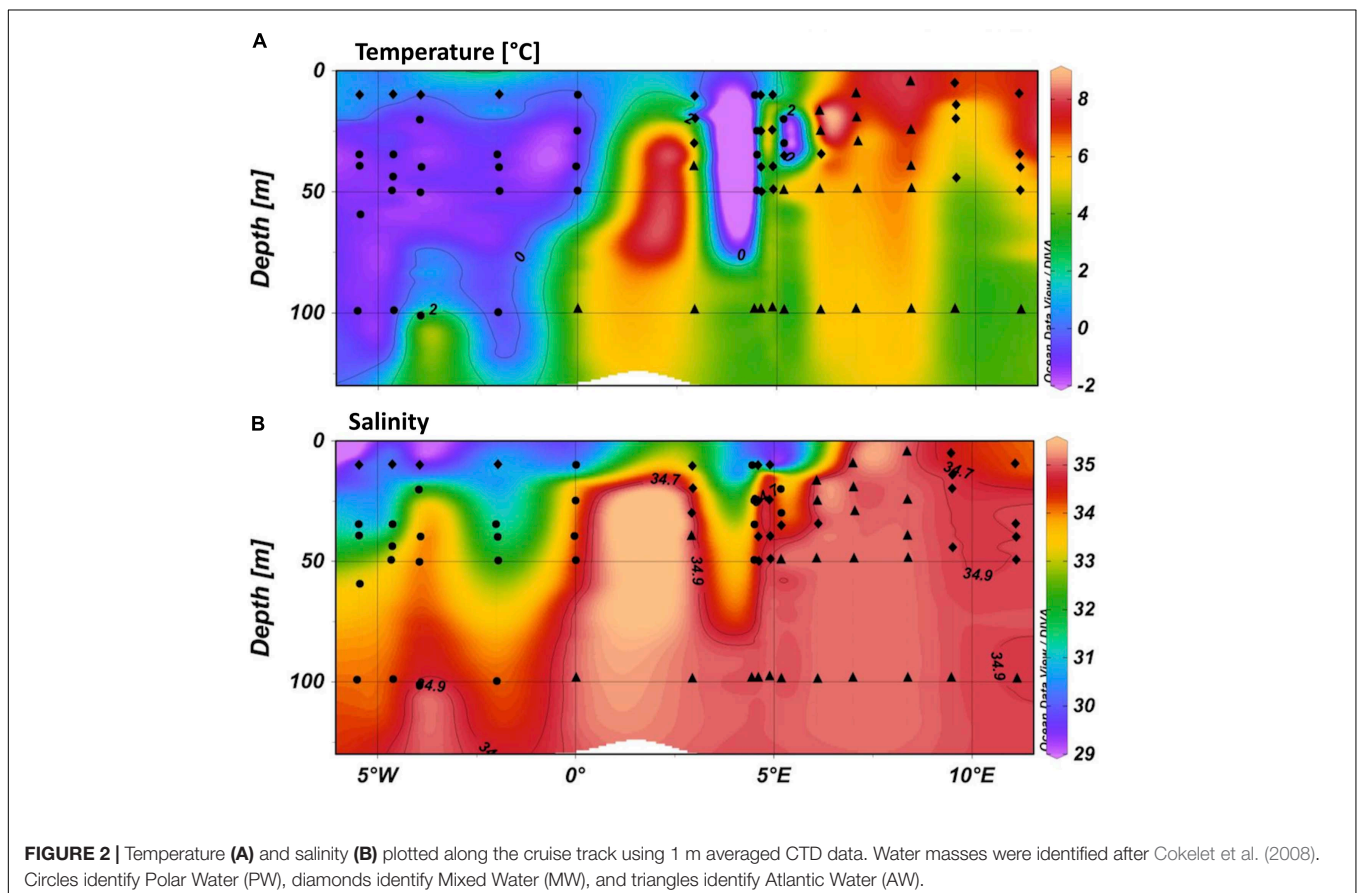 A
Temperature [°C]
0
50
100
Depth [m]
2
2
0
0
0
2
8
6
4
2
0
-2
Ocean Data View / DIVA
B
Salinity
0
50
100
Depth [m]
34.7
34.7
34.9
34.9
34.9
34.9
35
34
33
32
31
30
29
Ocean Data View / DIVA
5°W
0°
5°E
10°E
FIGURE 2 | Temperature (A) and salinity (B) plotted along the cruise track using 1 m averaged CTD data. Water masses were identified after Cokelet et al. (2008).
Circles identify Polar Water (PW), diamonds identify Mixed Water (MW), and triangles identify Atlantic Water (AW).